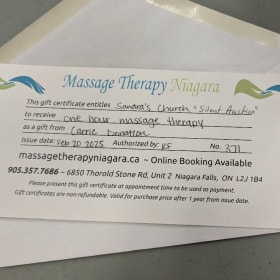 Massage Therapy Niagara
This gift certificate entitles Sandra's Church "Silent Auction"
to receive one hour massage therapy
as a gift from Carrie Donatton
Issue date: Feb 20 2025 Authorized by: KF No. 371
massagetherapyniagara.ca ~ Online Booking Available
905.357.7686 ~ 6850 Thorold Stone Rd, Unit 2 Niagara Falls, ON L2J 1B4
Please present this gift certificate at appointment time to be used as payment.
Gift certificates are non-refundable. Valid for purchase price after 1 year from issue date.